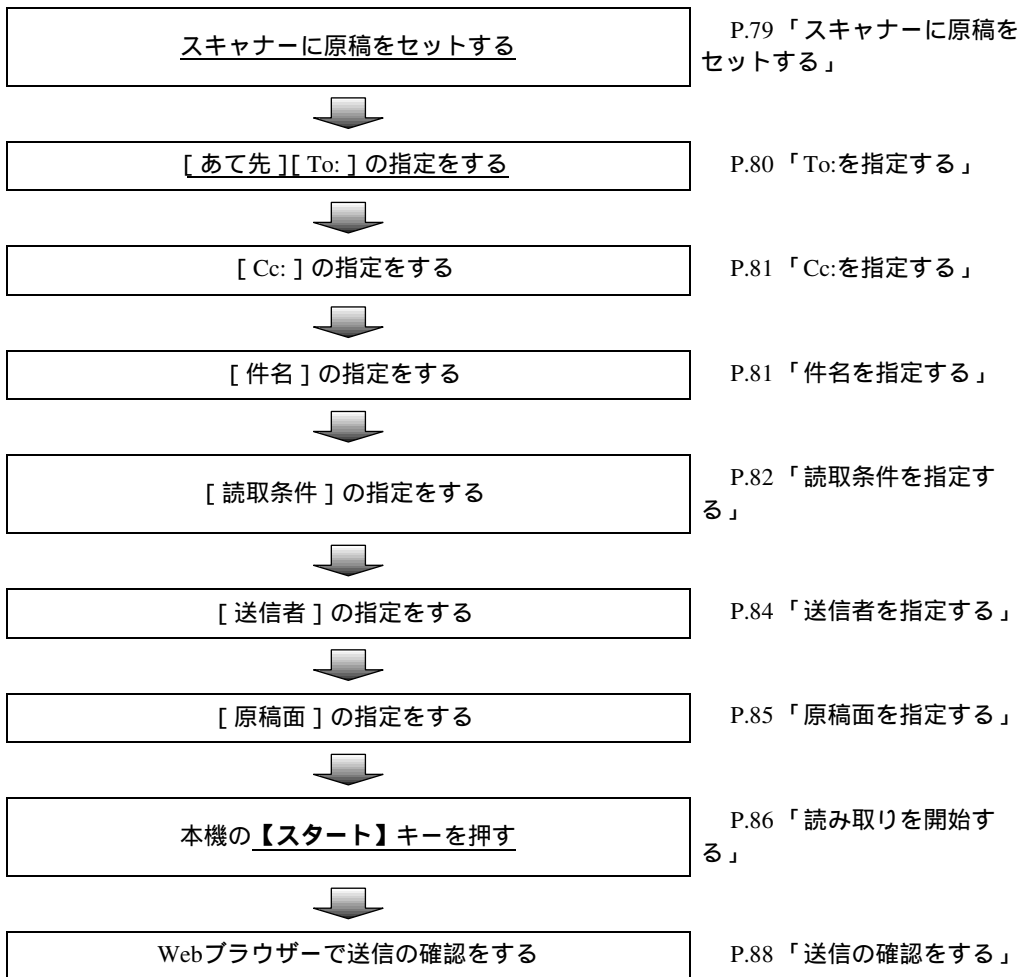 スキャナーに原稿をセットする
P.79「スキャナーに原稿を
セットする」
[あて先][To:]の指定をする
P.80「To:を指定する」
[Cc:]の指定をする
P.81「Cc:を指定する」
[件名]の指定をする
P.81「件名を指定する」
[読取条件]の指定をする
P.82「読取条件を指定す
る」
[送信者]の指定をする
P.84「送信者を指定する」
[原稿面]の指定をする
P.85「原稿面を指定する」
本機の【スタート】キーを押す
P.86「読み取りを開始す
る」
Webブラウザーで送信の確認をする
P.88「送信の確認をする」